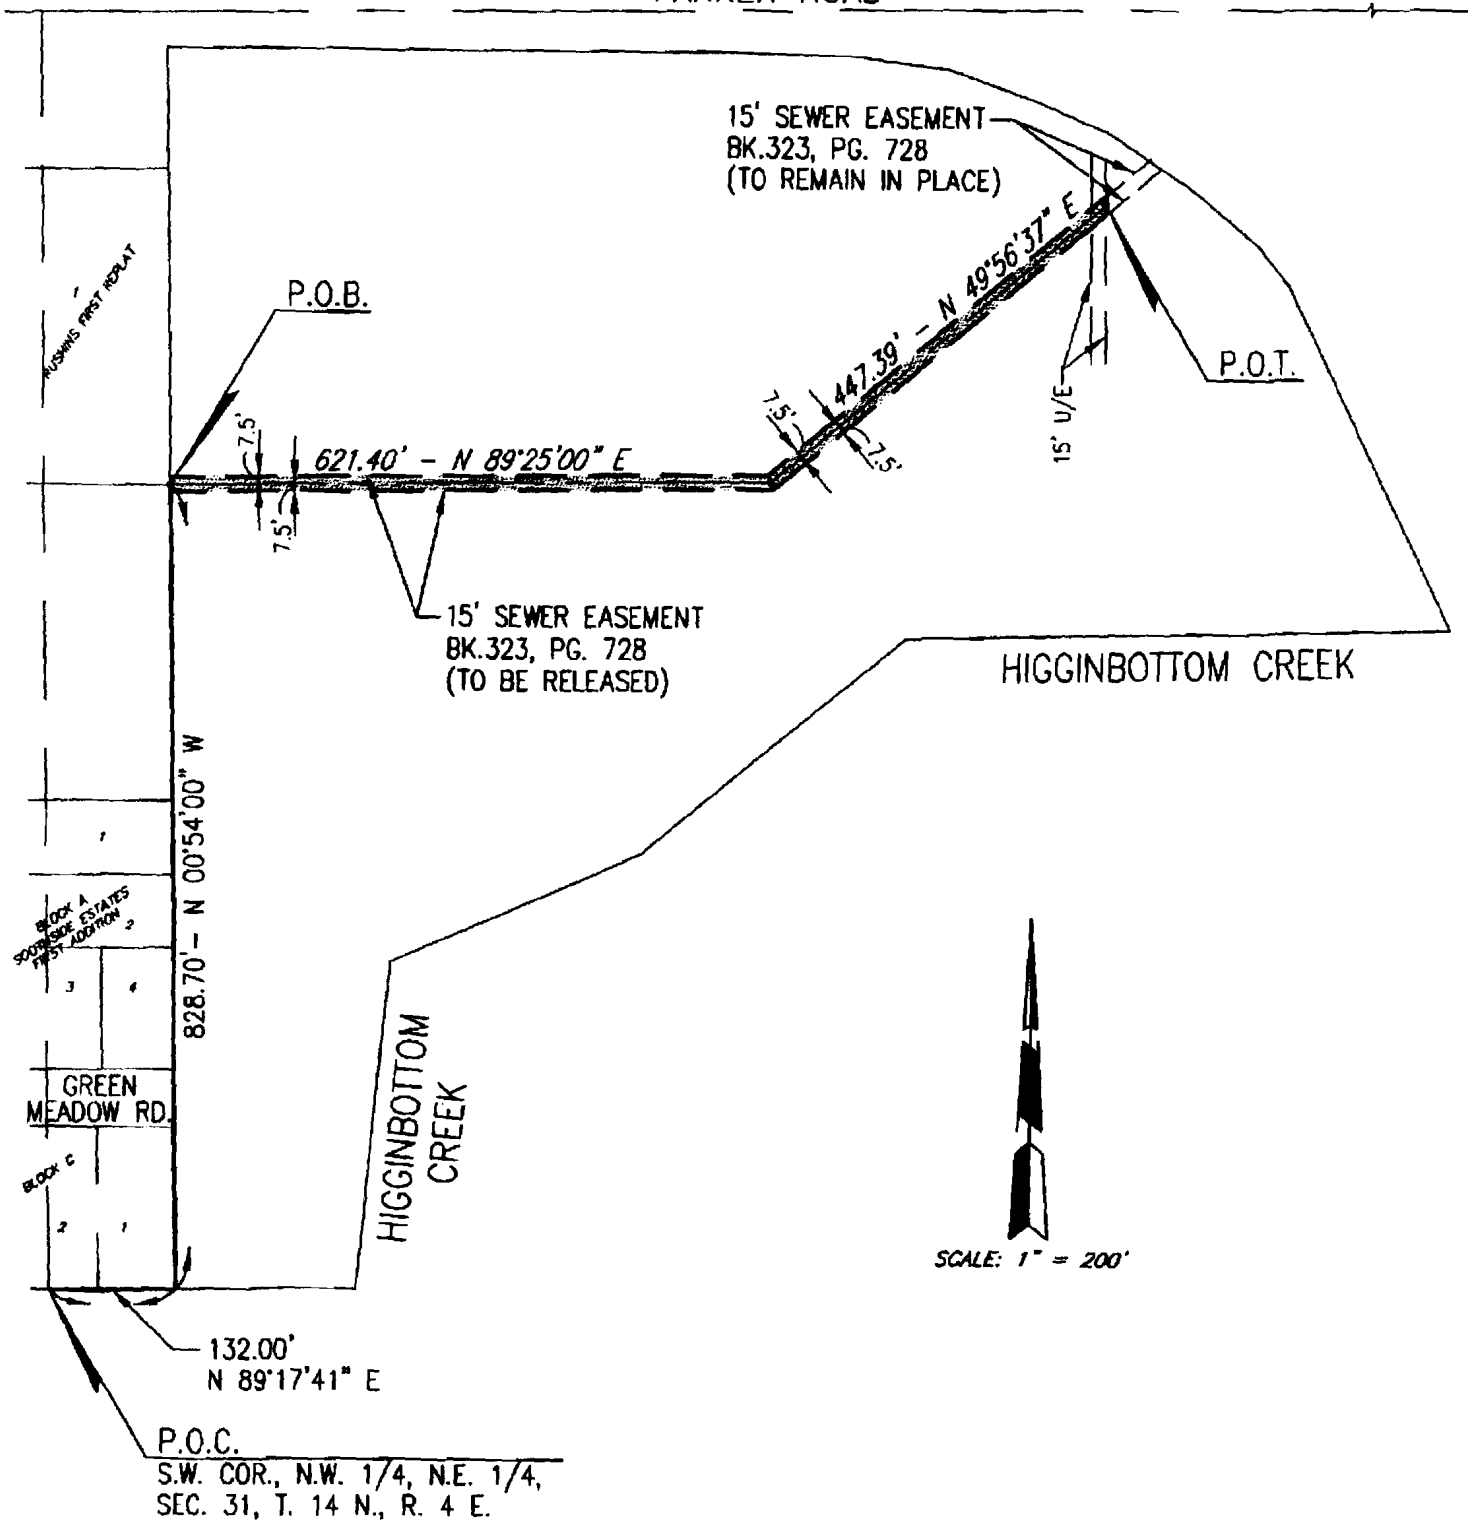 15' SEWER EASEMENT
BK.323, PG. 728
(TO REMAIN IN PLACE)
1
RUSHINS FIRST REPLAT
P.O.B.
447.39' - N 49°56'37" E
P.O.T.
15' U/E
7.5'
7.5'
7.5'
7.5'
621.40' - N 89°25'00" E
15' SEWER EASEMENT
BK.323, PG. 728
(TO BE RELEASED)
HIGGINBOTTOM CREEK
828.70' - N 00°54'00" W
1
BLOCK A
SOUTHSIDE ESTATES
FIRST ADDITION
2
3
4
GREEN
MEADOW RD.
BLOCK C
2
1
HIGGINBOTTOM
CREEK
SCALE: 1" = 200'
132.00'
N 89°17'41" E
P.O.C.
S.W. COR., N.W. 1/4, N.E. 1/4,
SEC. 31, T. 14 N., R. 4 E.